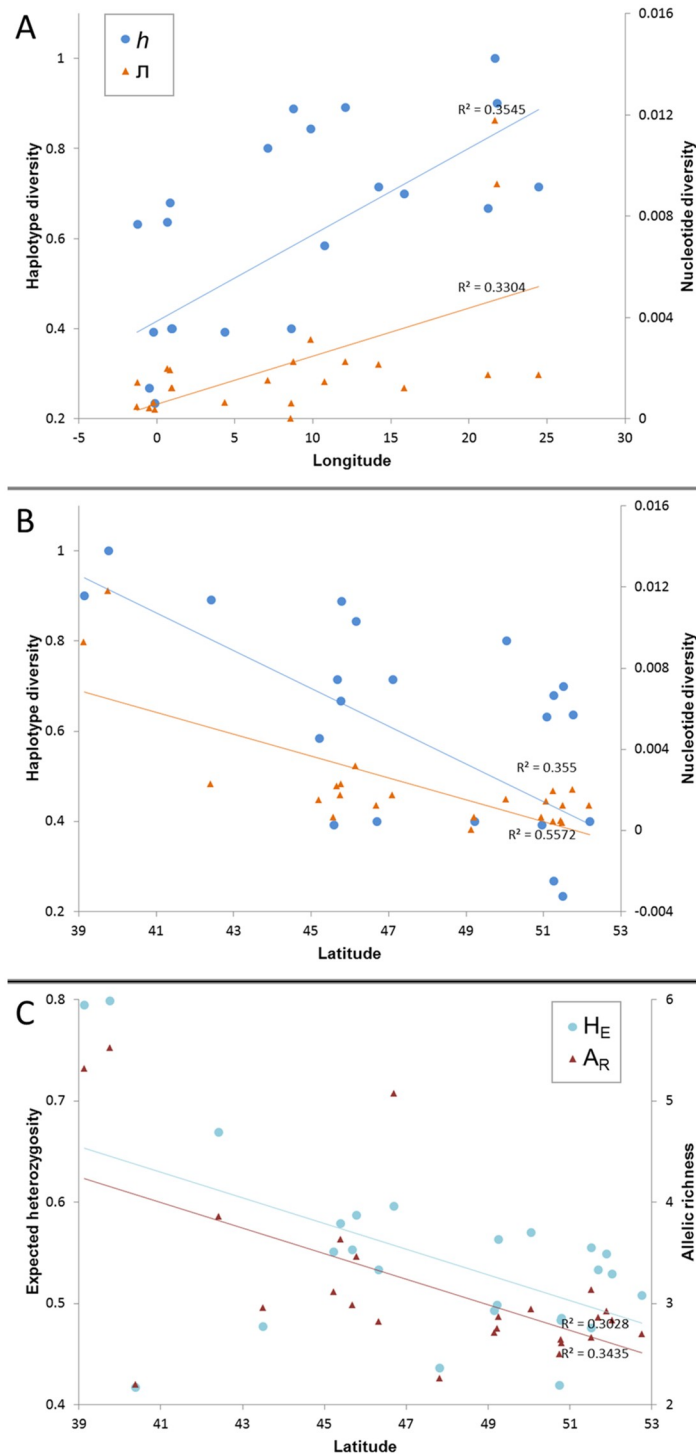 A
h
л
1
0.8
0.6
0.4
0.2
Haplotype diversity
0.016
0.012
0.008
0.004
0
Nucleotide diversity
R² = 0.3545
R² = 0.3304
-5 0 5 10 15 20 25 30
Longitude
B
1
0.8
0.6
0.4
0.2
Haplotype diversity
0.016
0.012
0.008
0.004
0
-0.004
Nucleotide diversity
R² = 0.355
R² = 0.5572
39 41 43 45 47 49 51 53
Latitude
C
H_E
A_R
0.8
0.7
0.6
0.5
0.4
Expected heterozygosity
6
5
4
3
2
Allelic richness
R² = 0.3028
R² = 0.3435
39 41 43 45 47 49 51 53
Latitude